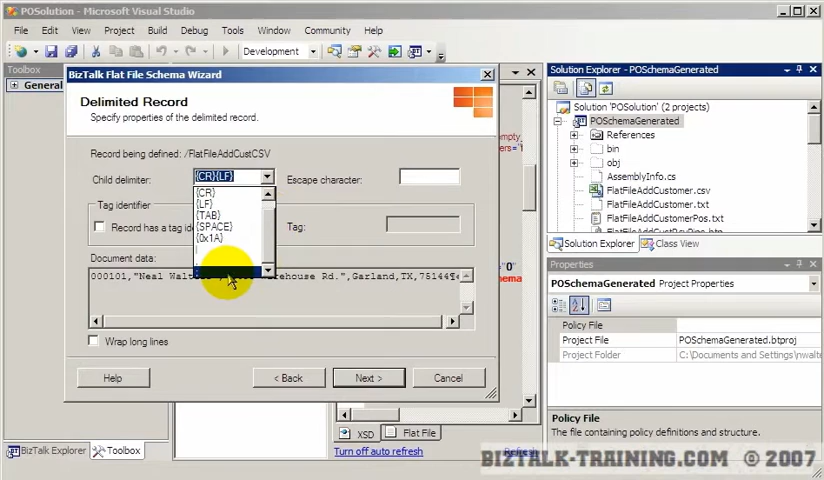 POSolution - Microsoft Visual Studio
File Edit View Project Build Debug Tools Window Community Help
Development
Toolbox
General
BizTalk Flat File Schema Wizard
Delimited Record
Specify properties of the delimited record.
Record being defined: /FlatFileAddCustCSV
Child delimiter: {CR}{LF} Escape character:
{CR}
{LF}
{TAB}
{SPACE}
{0x1A}
|
Tag identifier
Record has a tag Tag:
Document data:
000101,"Neal Rd.",Garland,TX,75144
Wrap long lines
Help < Back Next > Cancel
XSD Flat File
Turn off auto refresh Refresh
BizTalk Explorer Toolbox
Solution Explorer - POSchemaGenerated
Solution 'POSolution' (2 projects)
POSchemaGenerated
References
bin
obj
AssemblyInfo.cs
FlatFileAddCustomer.csv
FlatFileAddCustomer.txt
FlatFileAddCustomerPos.txt
Solution Explorer Class View
Properties
POSchemaGenerated Project Properties
Policy File
Project File POSchemaGenerated.btproj
Project Folder C:\Documents and Settings\nwalte
Policy File
The file containing policy definitions and structure.
BIZTALK-TRAINING.COM © 2007